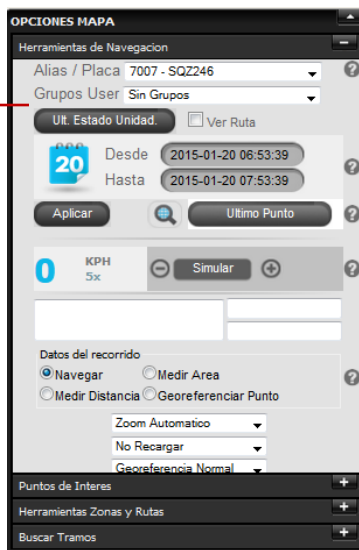 OPCIONES MAPA
Herramientas de Navegacion
Alias / Placa 7007 - SQZ246
Grupos User Sin Grupos
Ult. Estado Unidad. Ver Ruta
20
Desde 2015-01-20 06:53:39
Hasta 2015-01-20 07:53:39
Aplicar Ultimo Punto
0 KPH
5x
Simular
Datos del recorrido
Navegar Medir Area
Medir Distancia Georeferenciar Punto
Zoom Automatico
No Recargar
Georeferencia Normal
Puntos de Interes
Herramientas Zonas y Rutas
Buscar Tramos